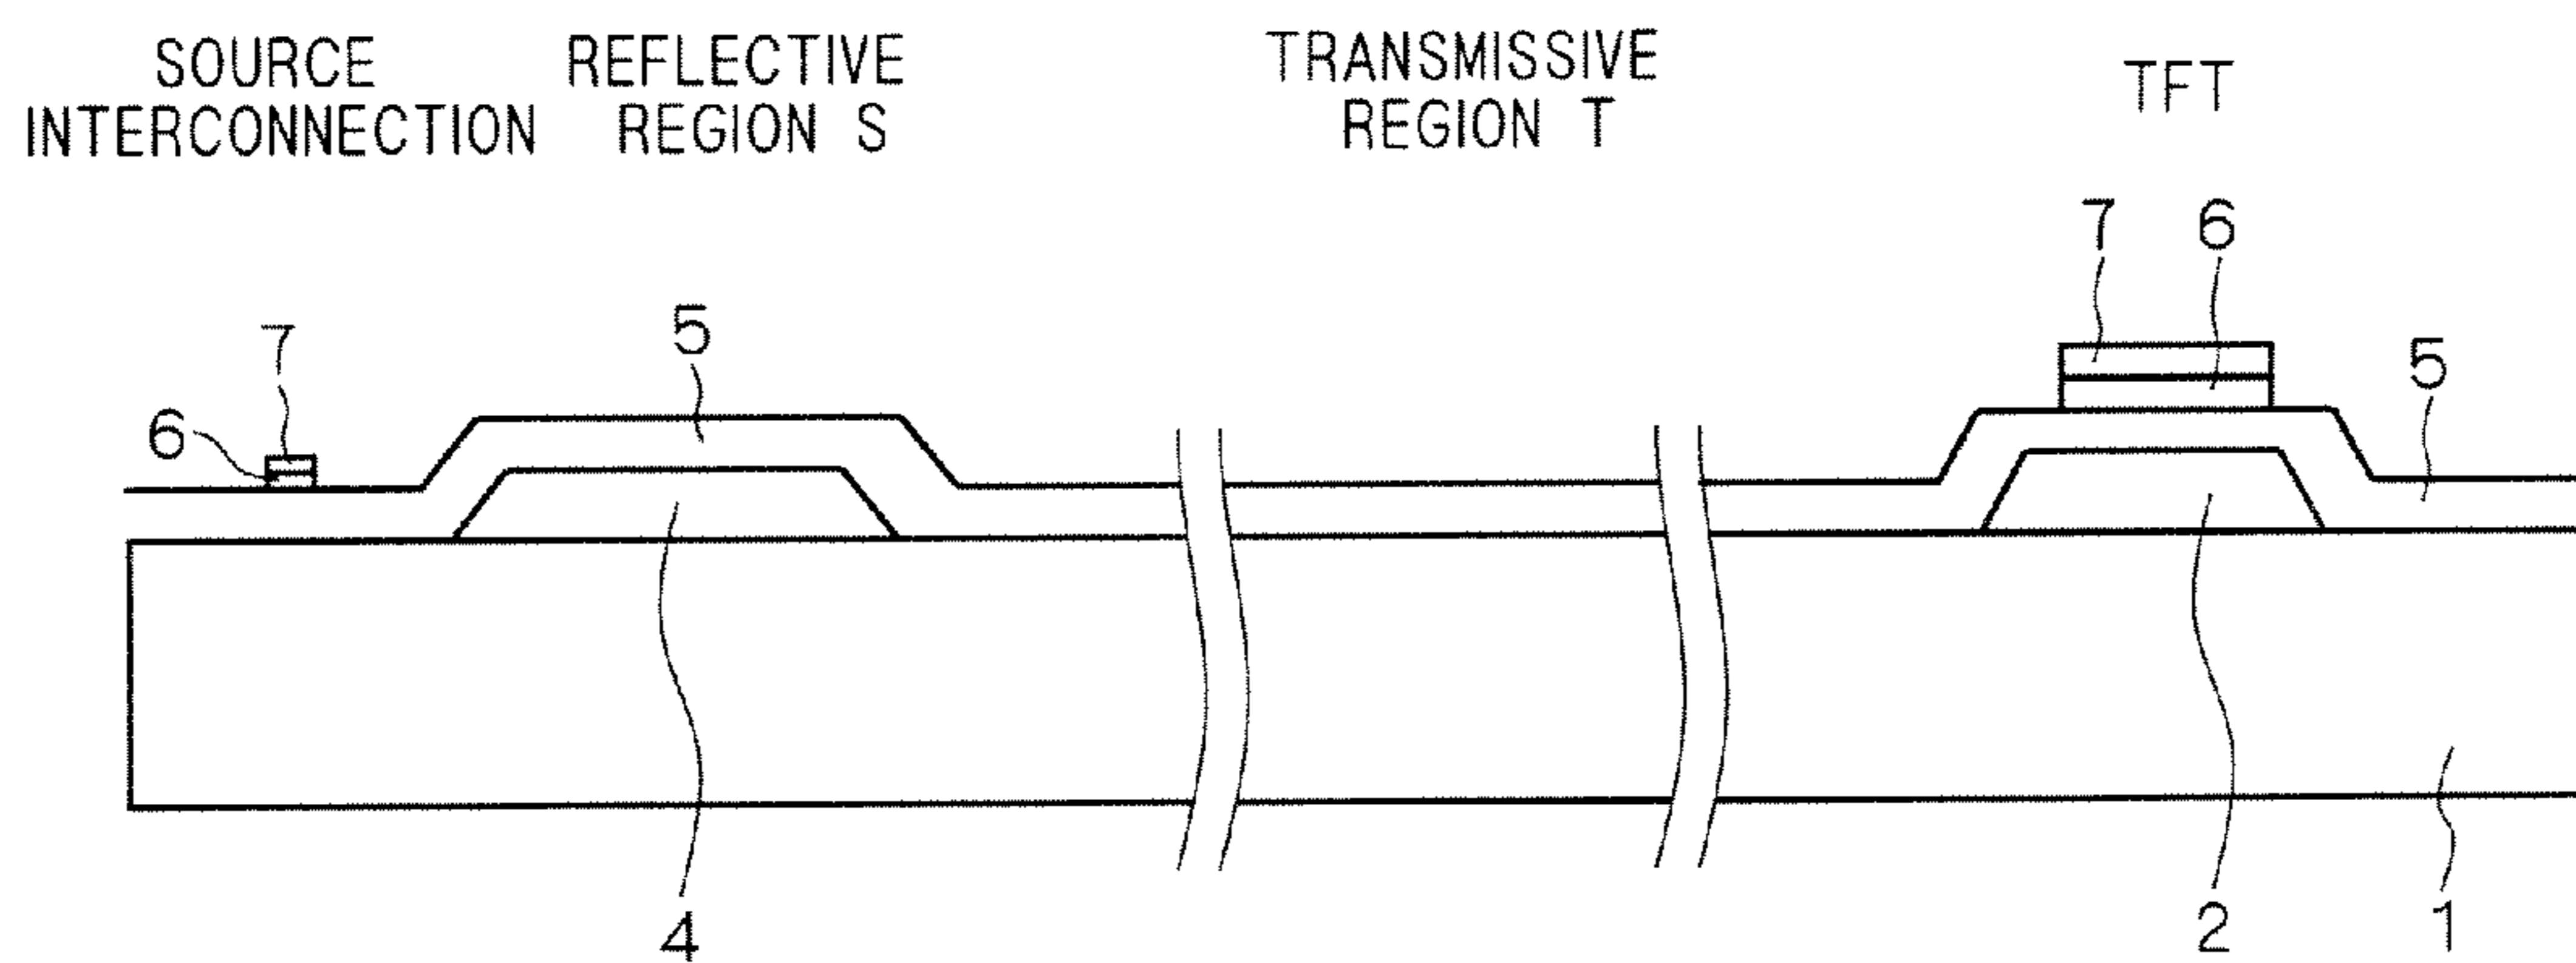 SOURCE
INTERCONNECTION
REFLECTIVE
REGION S
TRANSMISSIVE
REGION T
TFT
7
6
5
7
6
5
4
2
1